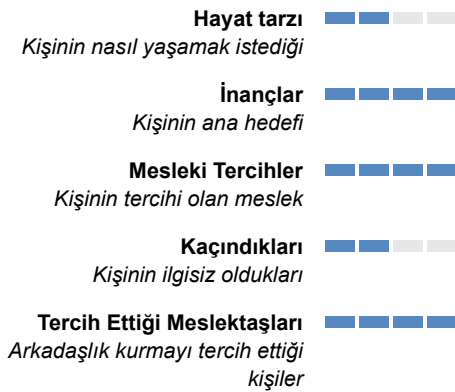 Hayat tarzı
Kişinin nasıl yaşamak istediği
İnançlar
Kişinin ana hedefi
Mesleki Tercihler
Kişinin tercihi olan meslek
Kaçındıkları
Kişinin ilgisiz oldukları
Tercih Ettiği Meslektaşları
Arkadaşlık kurmayı tercih ettiği
kişiler